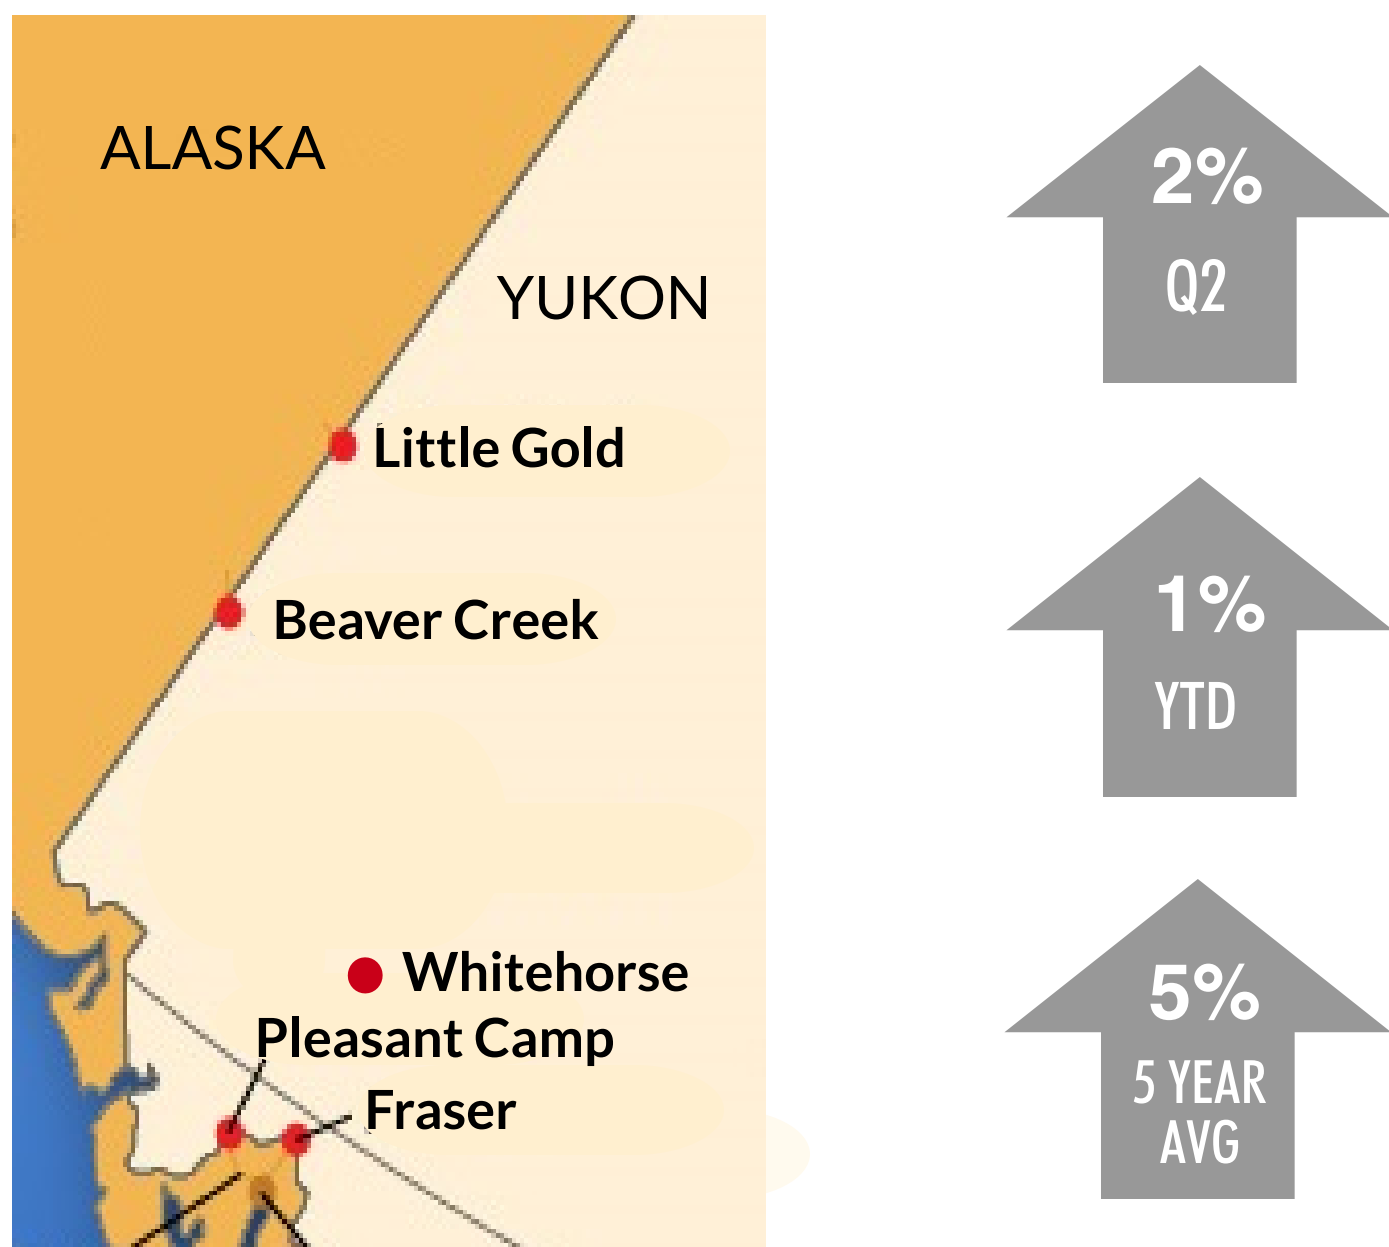 ALASKA
YUKON
Little Gold
Beaver Creek
Whitehorse
Pleasant Camp
Fraser
2%
Q2
1%
YTD
5%
5 YEAR
AVG